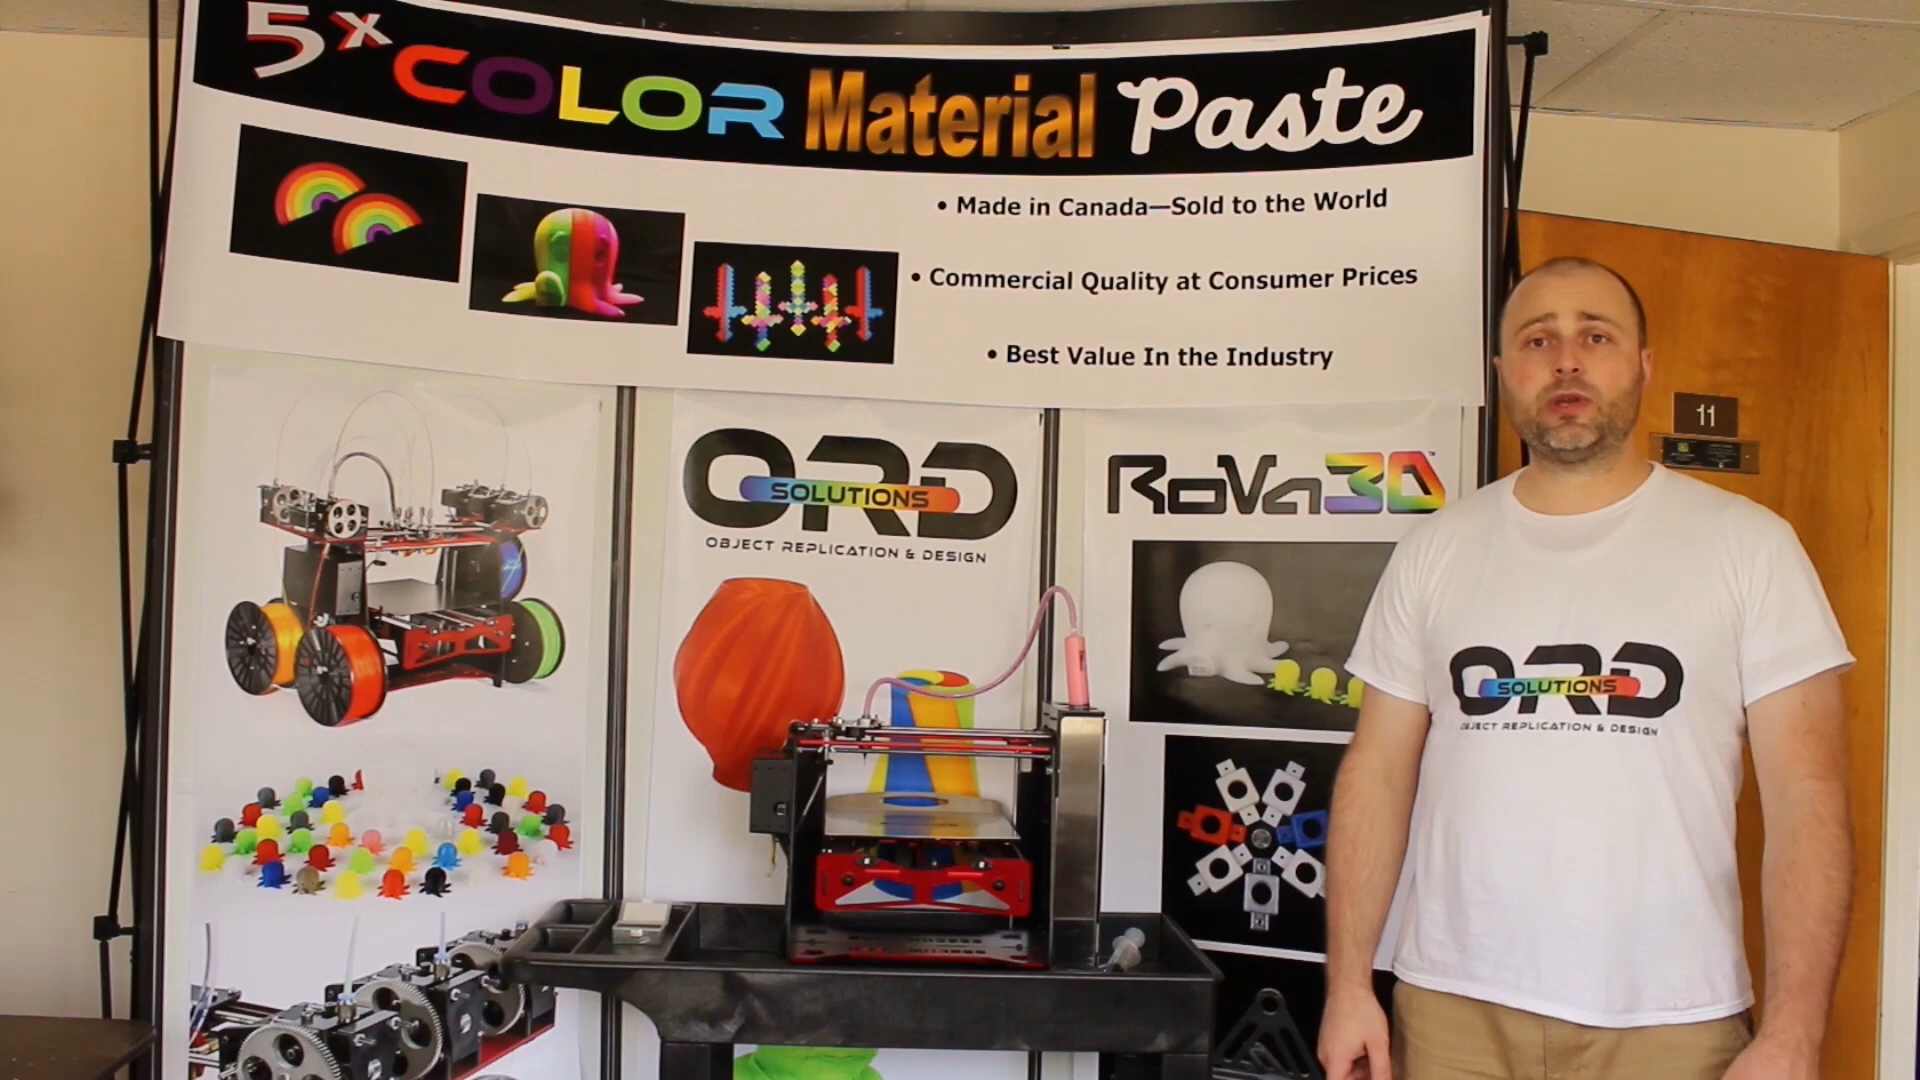 5x COLOR Material Paste
• Made in Canada—Sold to the World
• Commercial Quality at Consumer Prices
• Best Value In the Industry
ORD
SOLUTIONS
OBJECT REPLICATION & DESIGN
RoVa3D
11
ORD
SOLUTIONS
OBJECT REPLICATION & DESIGN